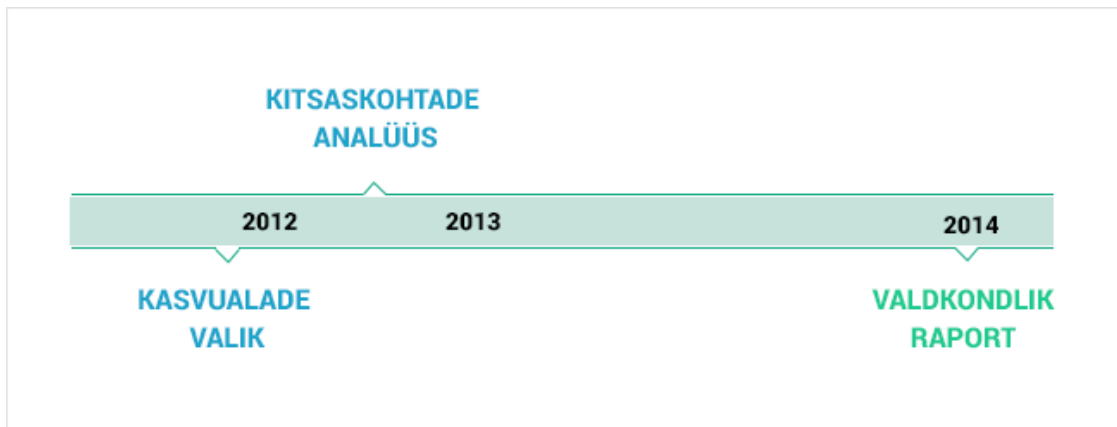 KITSASKOHTADE
ANALÜÜS
2012 2013 2014
KASVUALADE
VALIK
VALDKONDLIK
RAPORT